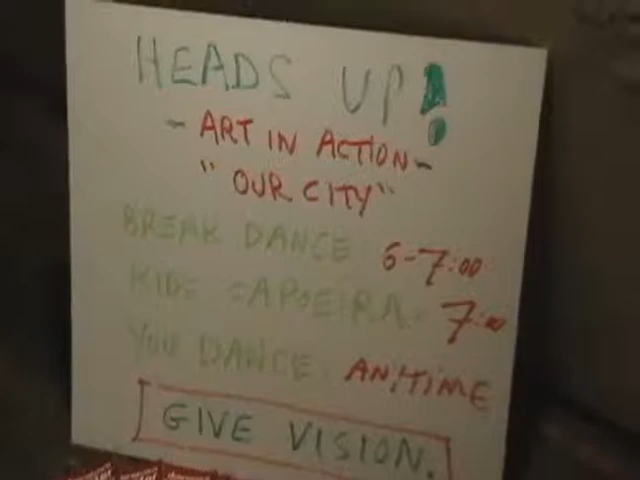 HEADS UP!
- ART IN ACTION -
"OUR CITY"
BREAK DANCE: 6-7:00
KIDS CAPOEIRA: 7:00
YOU DANCE: ANYTIME
GIVE VISION.